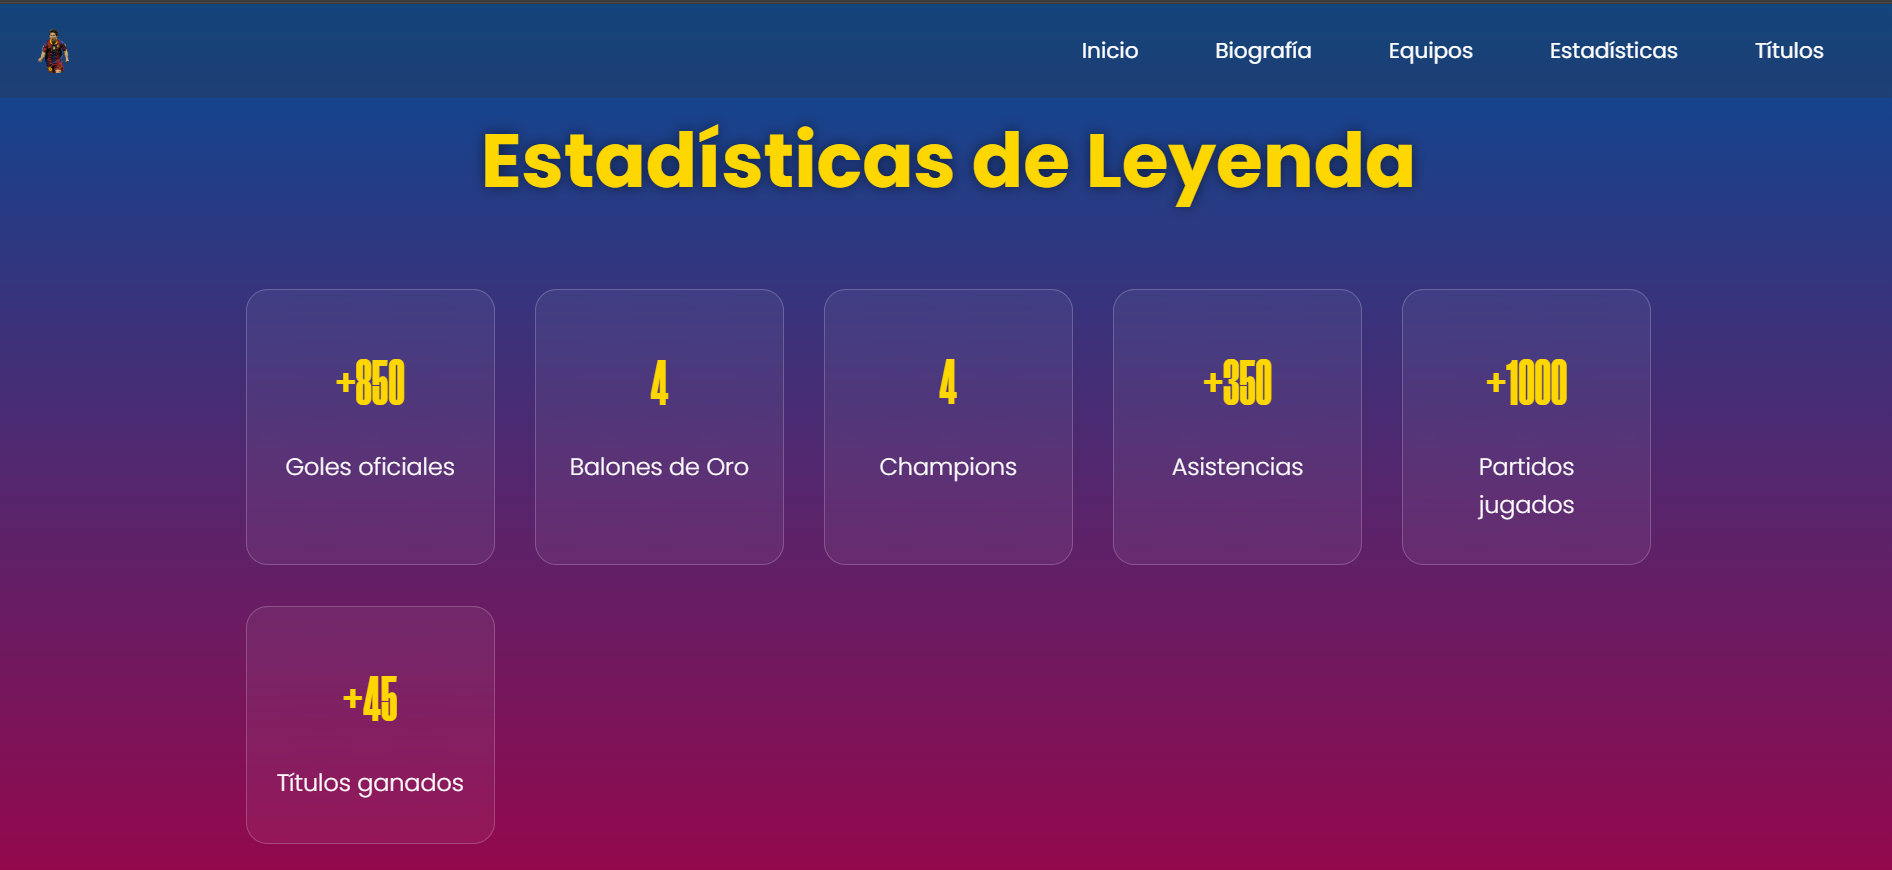 Inicio Biografía Equipos Estadísticas Títulos
Estadísticas de Leyenda
+850
Goles oficiales
4
Balones de Oro
4
Champions
+350
Asistencias
+1000
Partidos
jugados
+45
Títulos ganados